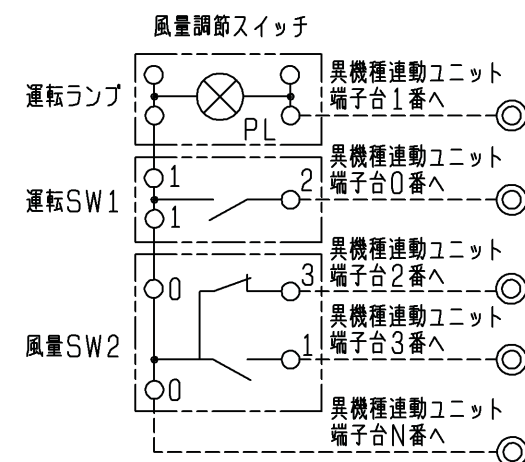 風量調節スイッチ
運転ランプ
PL
異機種連動ユニット
端子台1番へ
運転SW1
1
1
2
異機種連動ユニット
端子台0番へ
風量SW2
0
0
3
1
異機種連動ユニット
端子台2番へ
異機種連動ユニット
端子台3番へ
異機種連動ユニット
端子台N番へ